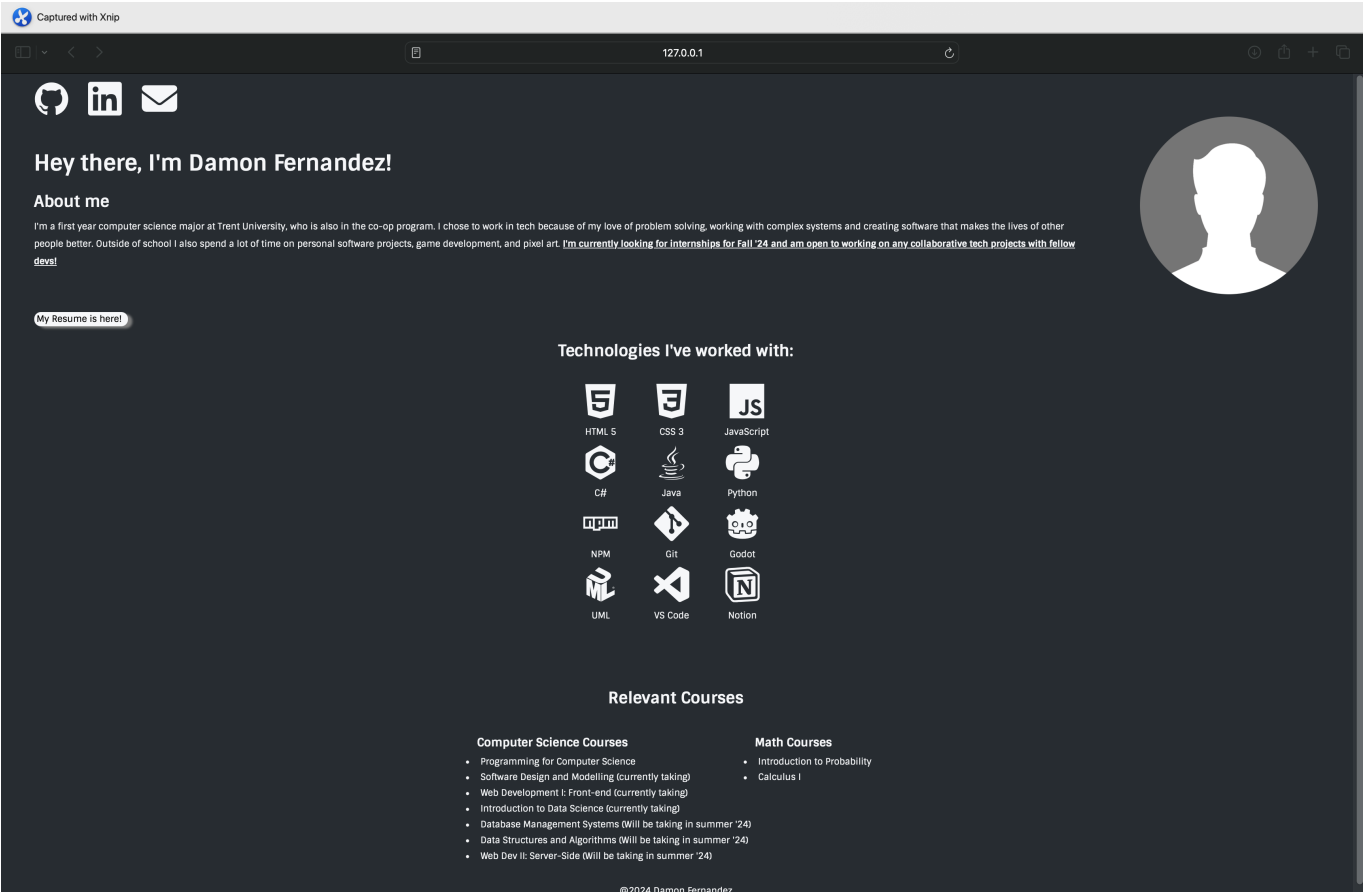 Captured with Xnip
127.0.0.1
in
Hey there, I'm Damon Fernandez!
About me
I'm a first year computer science major at Trent University, who is also in the co-op program. I chose to work in tech because of my love of problem solving, working with complex systems and creating software that makes the lives of other
people better. Outside of school I also spend a lot of time on personal software projects, game development, and pixel art. I'm currently looking for internships for Fall '24 and am open to working on any collaborative tech projects with fellow
devs!
My Resume is here!
Technologies I've worked with:
5 3 JS
HTML 5 CSS 3 JavaScript
C#
C# Java Python
npm
NPM Git Godot
UML N
UML VS Code Notion
Relevant Courses
Computer Science Courses
Programming for Computer Science
Software Design and Modelling (currently taking)
Web Development I: Front-end (currently taking)
Introduction to Data Science (currently taking)
Database Management Systems (Will be taking in summer '24)
Data Structures and Algorithms (Will be taking in summer '24)
Web Dev II: Server-Side (Will be taking in summer '24)
Math Courses
Introduction to Probability
Calculus I
@2024 Damon Fernandez